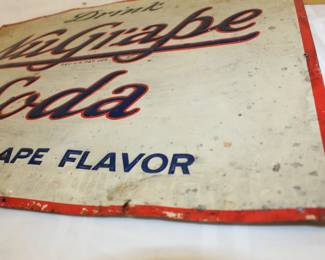 Drink
NuGrape
Soda
APE FLAVOR